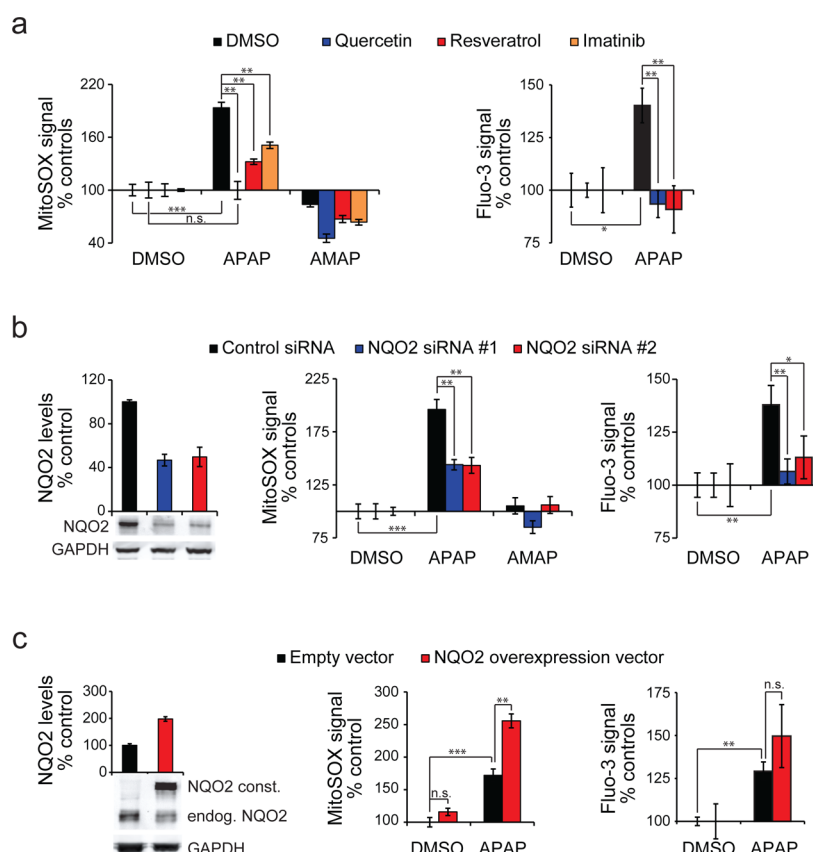 a
DMSO Quercetin Resveratrol Imatinib
MitoSOX signal
% controls
220
160
100
40
**
**
**
***
n.s.
DMSO APAP AMAP
Fluo-3 signal
% controls
150
125
100
75
**
**
*
DMSO APAP
b
Control siRNA NQO2 siRNA #1 NQO2 siRNA #2
NQO2 levels
% control
120
80
40
0
NQO2
GAPDH
MitoSOX signal
% controls
225
175
125
75
**
**
***
DMSO APAP AMAP
Fluo-3 signal
% controls
150
125
100
75
*
**
**
DMSO APAP
c
Empty vector NQO2 overexpression vector
NQO2 levels
% control
300
200
100
0
NQO2 const.
endog. NQO2
GAPDH
MitoSOX signal
% controls
300
250
200
150
100
**
***
n.s.
DMSO APAP
Fluo-3 signal
% controls
175
150
125
100
n.s.
**
DMSO APAP